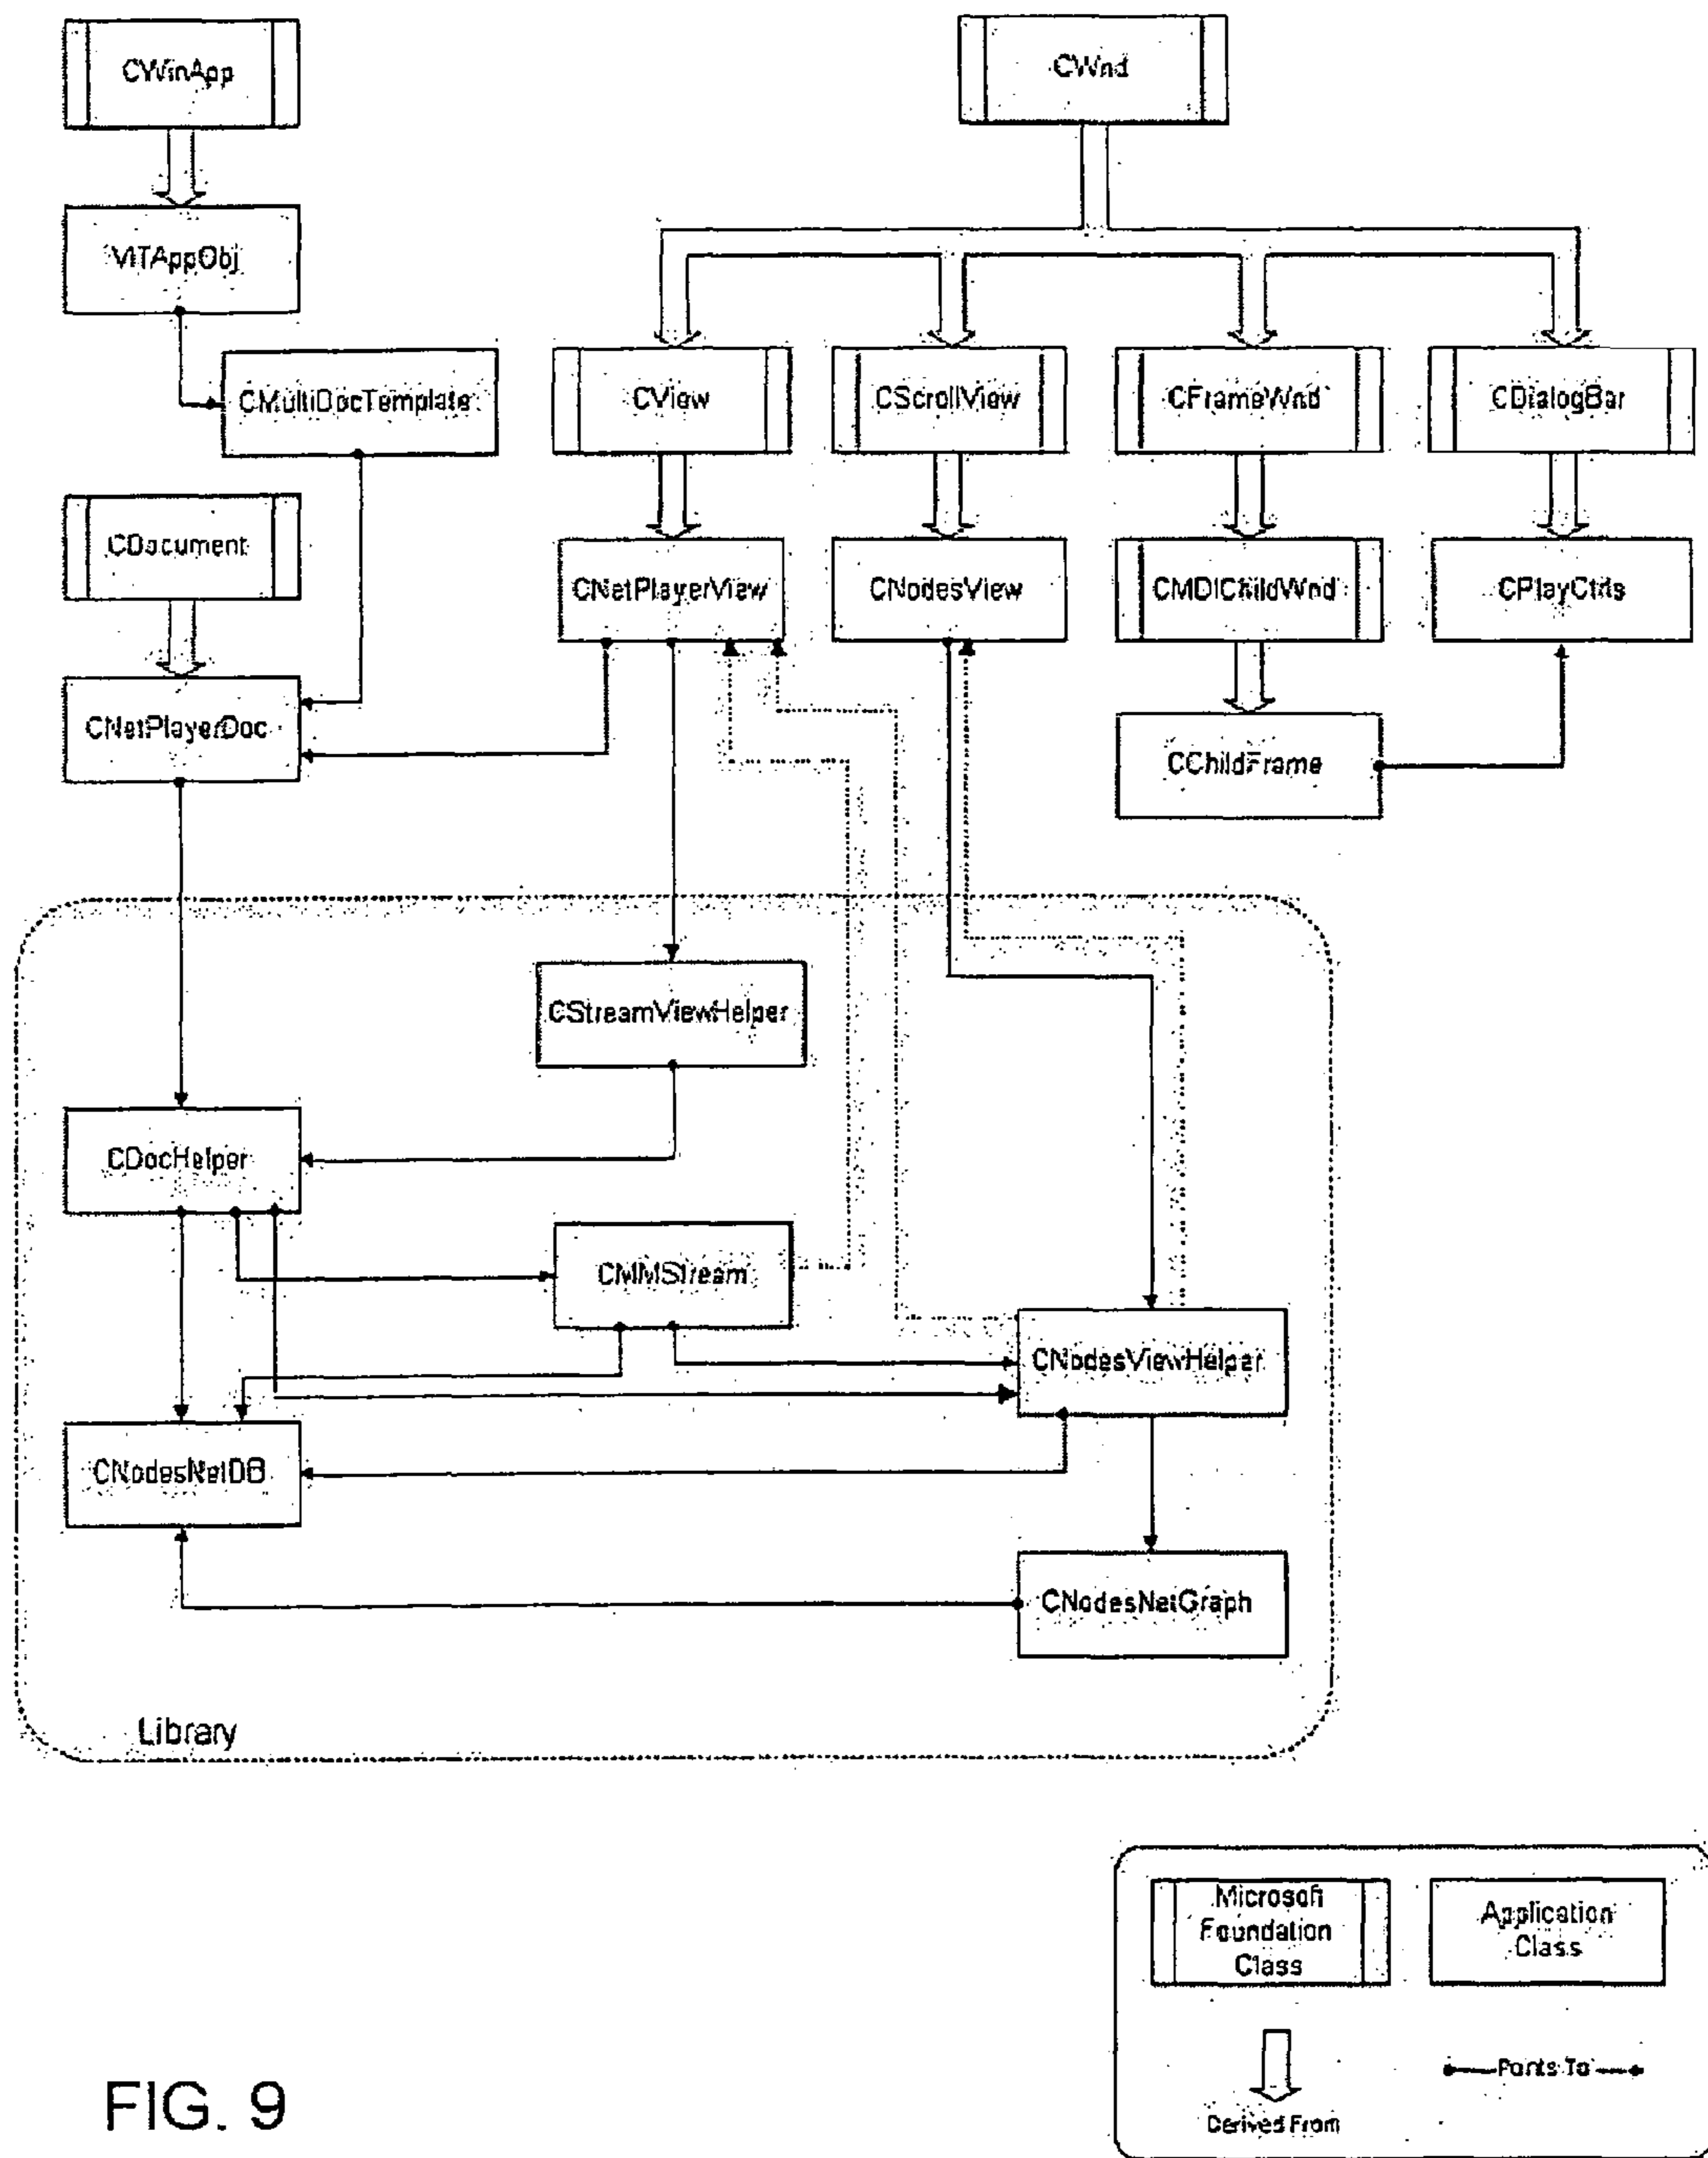 CWinApp
CWnd
VITAppObj
CMultiDocTemplate
CView
CScrollView
CFrameWnd
CDialogBar
CDocument
CNetPlayerView
CNodesView
CMDIChildWnd
CPlayCtrls
CNetPlayerDoc
CChildFrame
CStreamViewHelper
CDocHelper
CMMStream
CNodesViewHelper
CNodesNetDB
CNodesNetGraph
Library
Microsoft
Foundation
Class
Application
Class
Points To
Derived From
FIG. 9